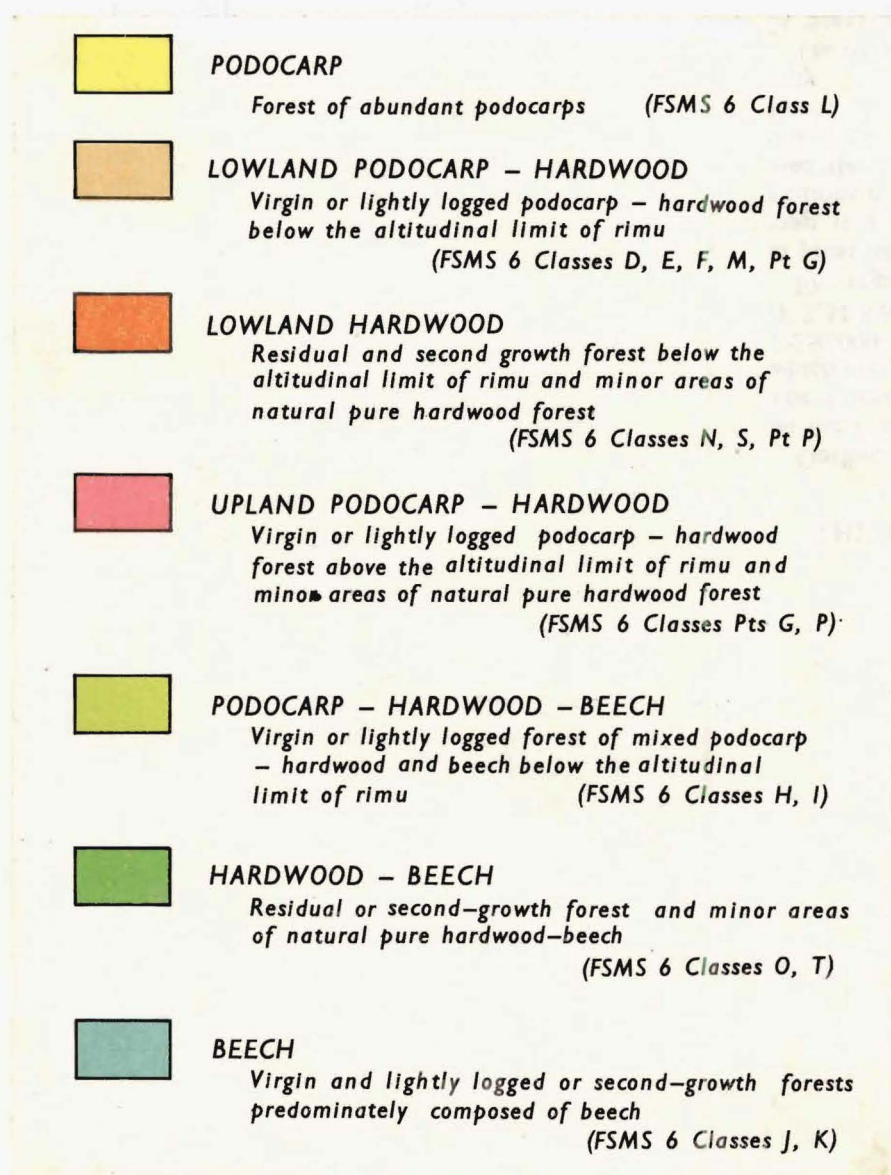 PODOCARP
Forest of abundant podocarps (FSMS 6 Class L)
LOWLAND PODOCARP – HARDWOOD
Virgin or lightly logged podocarp – hardwood forest
below the altitudinal limit of rimu
(FSMS 6 Classes D, E, F, M, Pt G)
LOWLAND HARDWOOD
Residual and second growth forest below the
altitudinal limit of rimu and minor areas of
natural pure hardwood forest
(FSMS 6 Classes N, S, Pt P)
UPLAND PODOCARP – HARDWOOD
Virgin or lightly logged podocarp – hardwood
forest above the altitudinal limit of rimu and
minor areas of natural pure hardwood forest
(FSMS 6 Classes Pts G, P)
PODOCARP – HARDWOOD – BEECH
Virgin or lightly logged forest of mixed podocarp
– hardwood and beech below the altitudinal
limit of rimu (FSMS 6 Classes H, I)
HARDWOOD – BEECH
Residual or second–growth forest and minor areas
of natural pure hardwood–beech
(FSMS 6 Classes O, T)
BEECH
Virgin and lightly logged or second–growth forests
predominately composed of beech
(FSMS 6 Classes J, K)